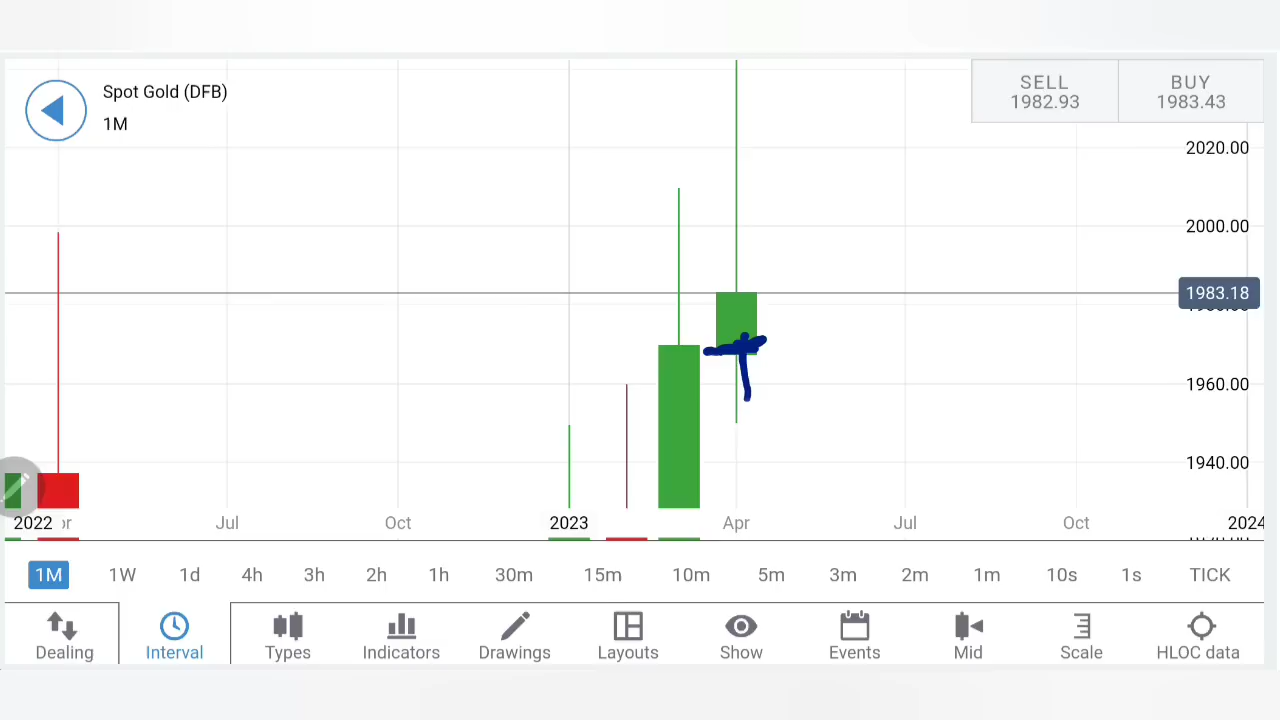 Spot Gold (DFB)
1M
SELL
1982.93
BUY
1983.43
2020.00
2000.00
1983.18
1960.00
1940.00
2022
Jul
Oct
2023
Apr
Jul
Oct
2024
1M 1W 1d 4h 3h 2h 1h 30m 15m 10m 5m 3m 2m 1m 10s 1s TICK
Dealing Interval Types Indicators Drawings Layouts Show Events Mid Scale HLOC data